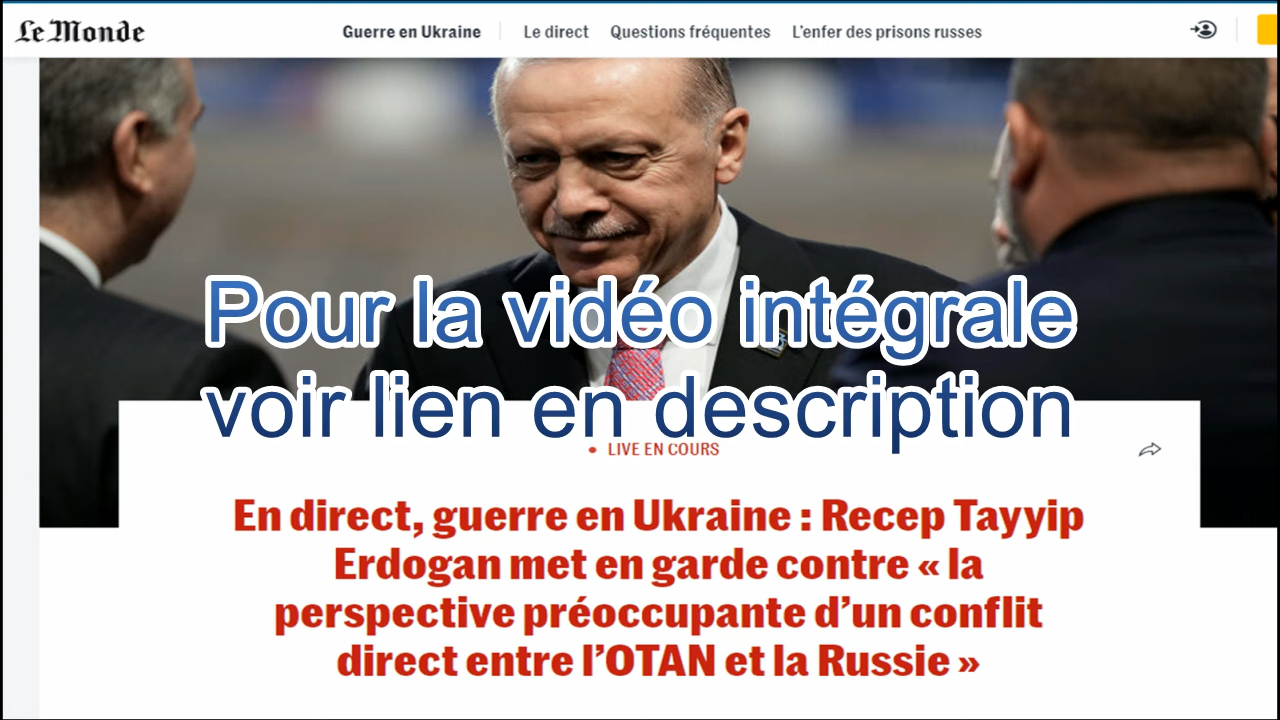 Le Monde
Guerre en Ukraine Le direct Questions fréquentes L'enfer des prisons russes
Pour la vidéo intégrale
voir lien en description
• LIVE EN COURS
En direct, guerre en Ukraine : Recep Tayyip
Erdogan met en garde contre « la
perspective préoccupante d'un conflit
direct entre l'OTAN et la Russie »